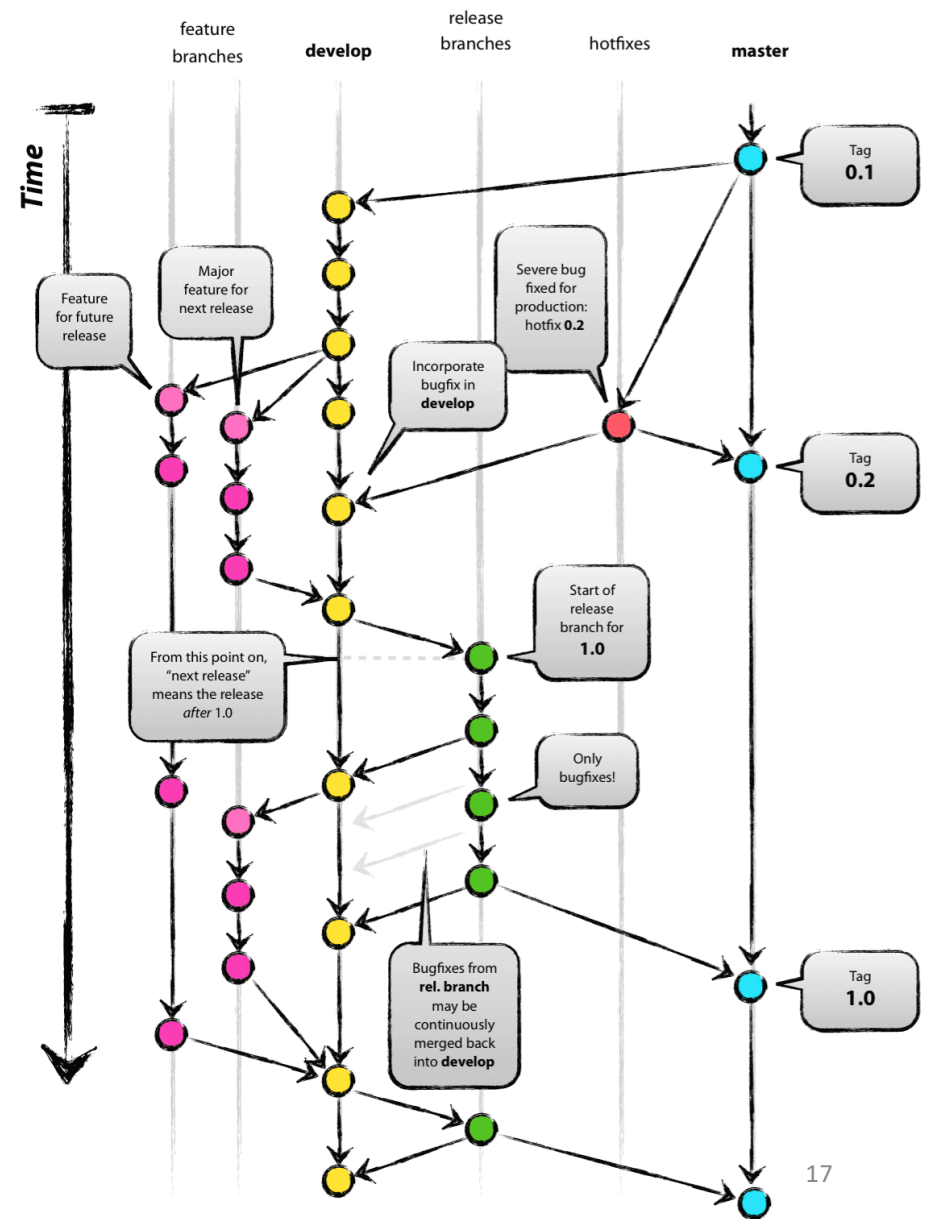 feature
branches
develop
release
branches
hotfixes
master
Time
Tag
0.1
Major
feature for
next release
Severe bug
fixed for
production:
hotfix 0.2
Feature
for future
release
Incorporate
bugfix in
develop
Tag
0.2
Start of
release
branch for
1.0
From this point on,
“next release”
means the release
after 1.0
Only
bugfixes!
Bugfixes from
rel. branch
may be
continuously
merged back
into develop
Tag
1.0
17